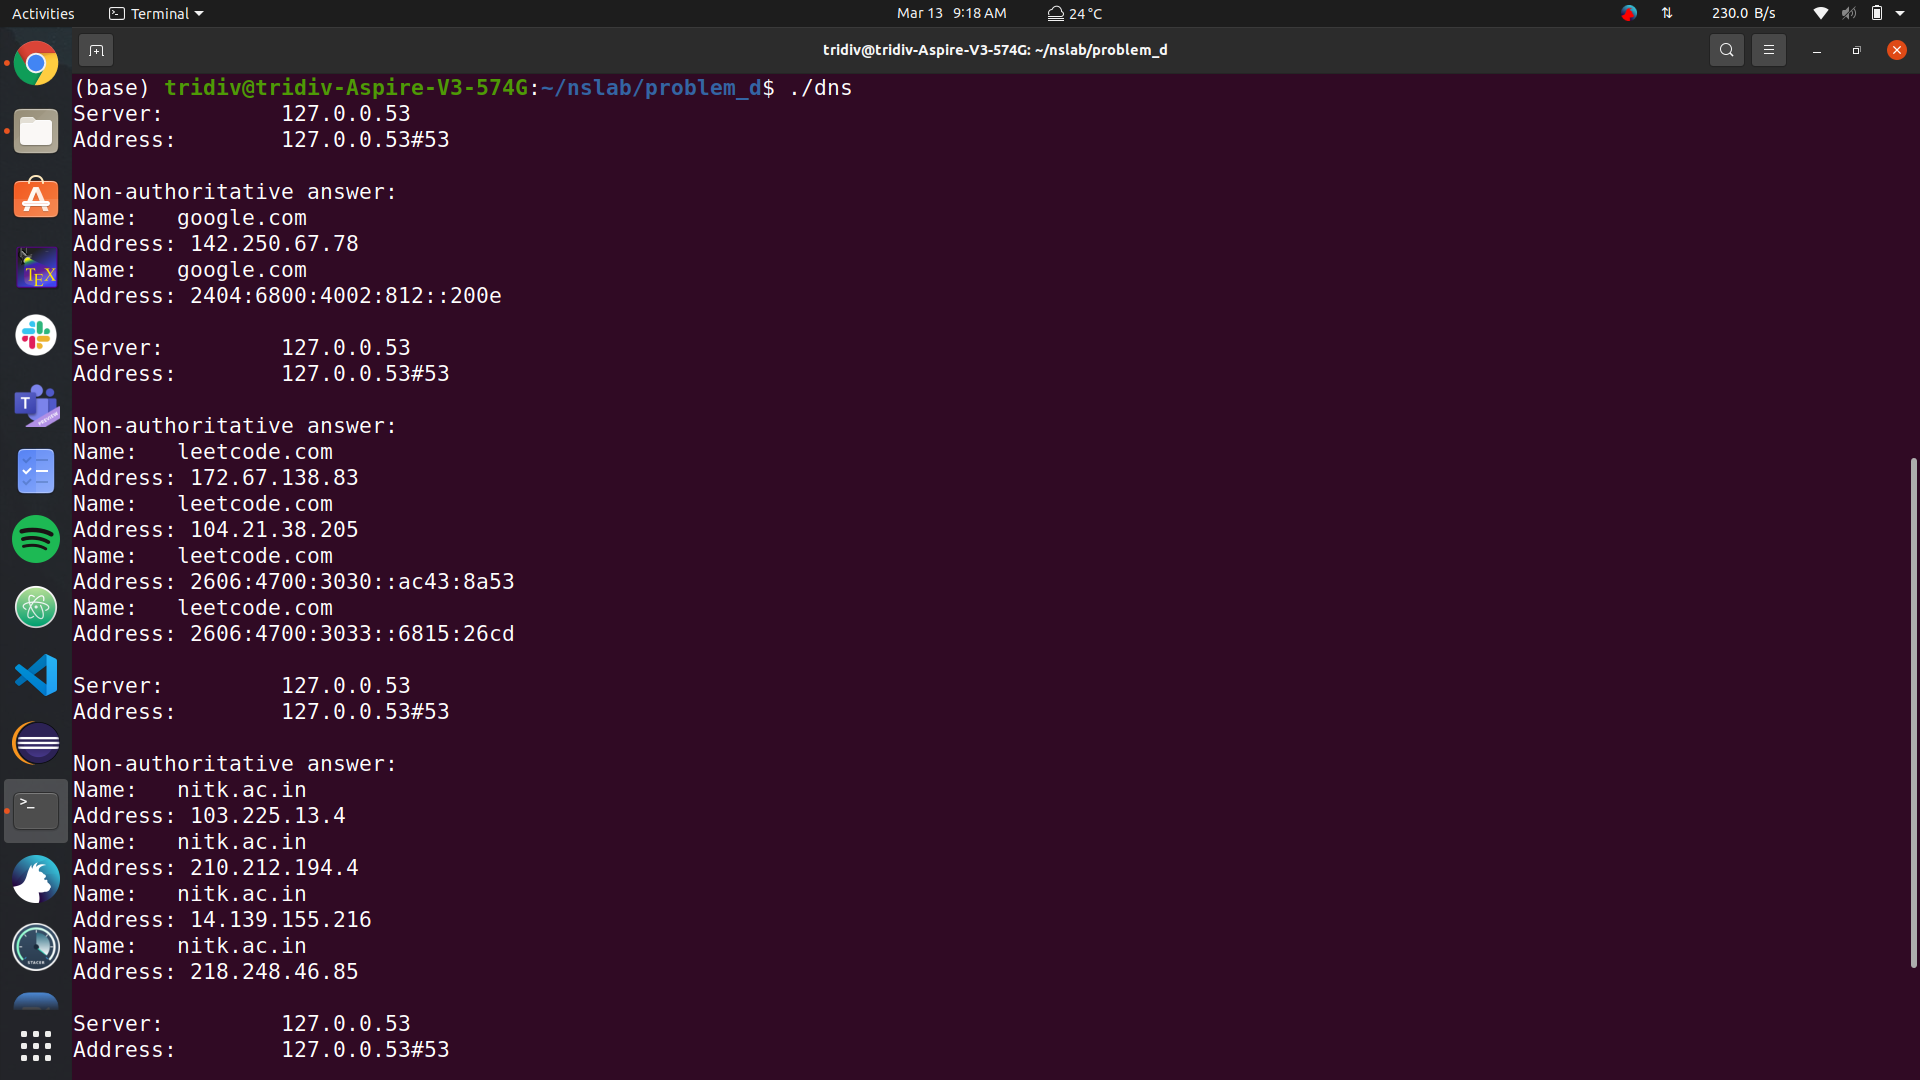 Activities Terminal Mar 13 9:18 AM 24 °C 230.0 B/s
tridiv@tridiv-Aspire-V3-574G: ~/nslab/problem_d
(base) tridiv@tridiv-Aspire-V3-574G:~/nslab/problem_d$ ./dns
Server: 127.0.0.53
Address: 127.0.0.53#53
Non-authoritative answer:
Name: google.com
Address: 142.250.67.78
Name: google.com
Address: 2404:6800:4002:812::200e
Server: 127.0.0.53
Address: 127.0.0.53#53
Non-authoritative answer:
Name: leetcode.com
Address: 172.67.138.83
Name: leetcode.com
Address: 104.21.38.205
Name: leetcode.com
Address: 2606:4700:3030::ac43:8a53
Name: leetcode.com
Address: 2606:4700:3033::6815:26cd
Server: 127.0.0.53
Address: 127.0.0.53#53
Non-authoritative answer:
Name: nitk.ac.in
Address: 103.225.13.4
Name: nitk.ac.in
Address: 210.212.194.4
Name: nitk.ac.in
Address: 14.139.155.216
Name: nitk.ac.in
Address: 218.248.46.85
Server: 127.0.0.53
Address: 127.0.0.53#53